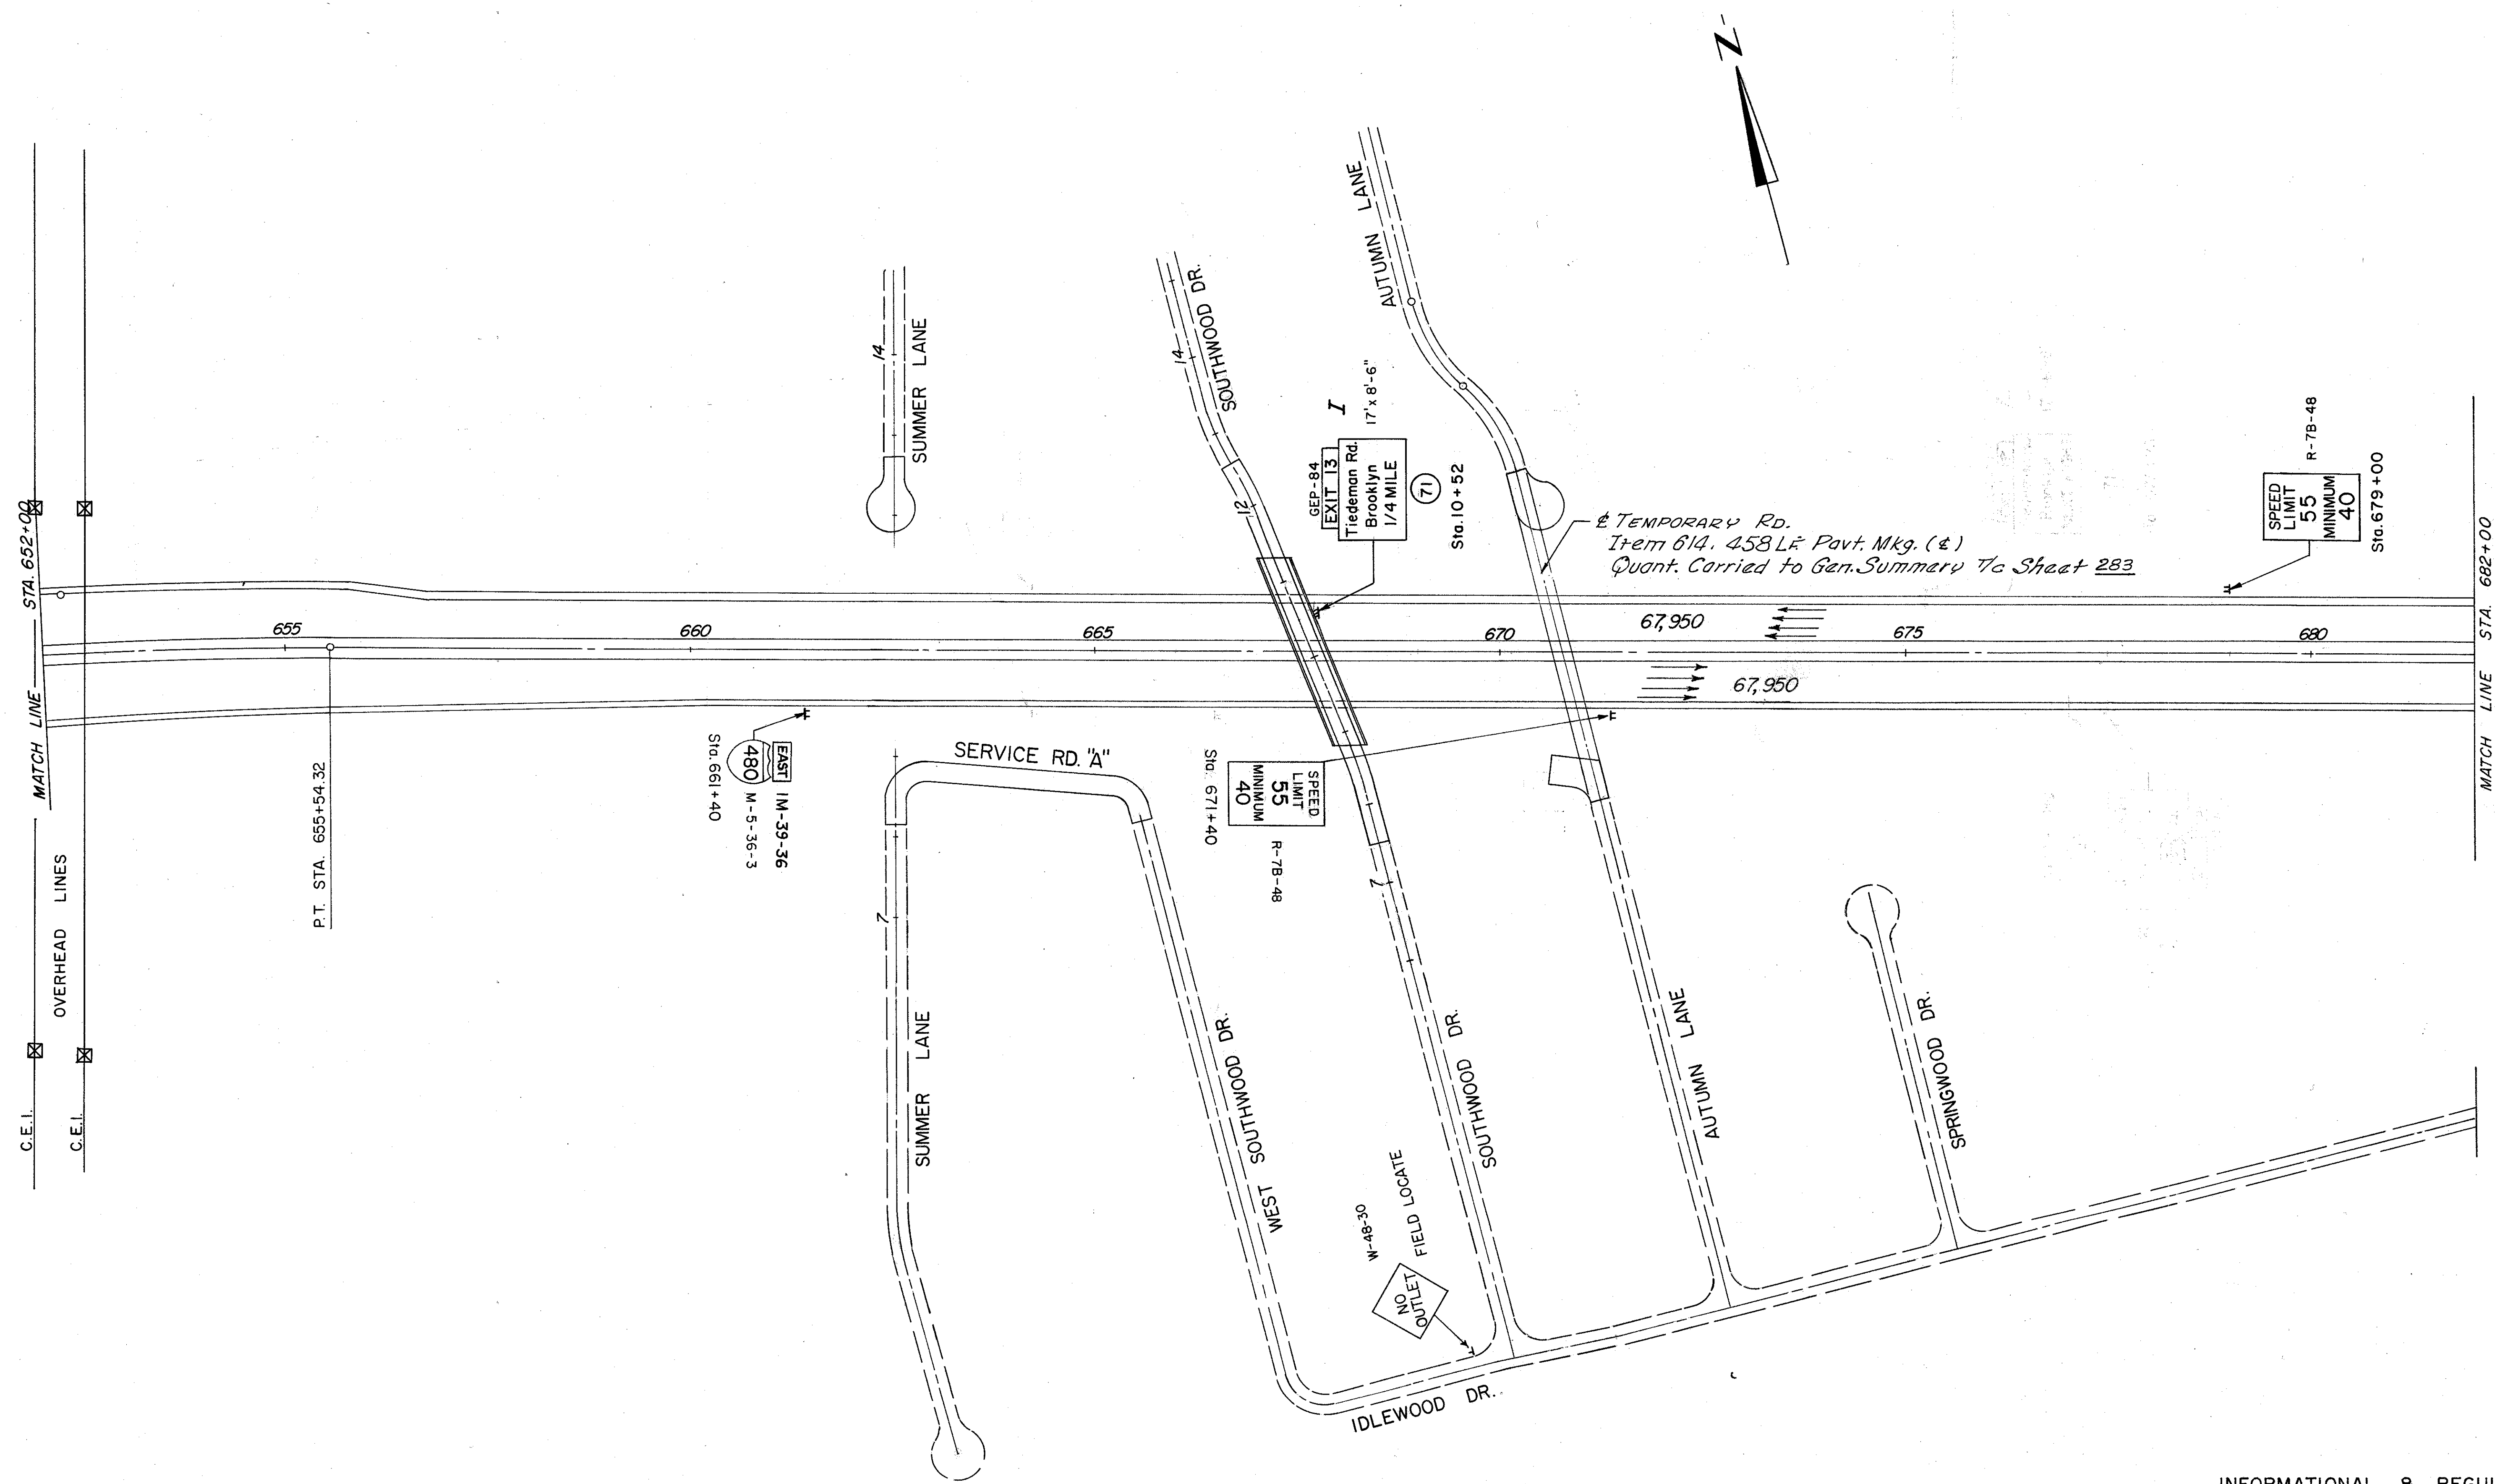 N
MATCH LINE STA. 652+00
C.E.I.
C.E.I.
OVERHEAD LINES
P.T. STA. 655+54.32
655
660
665
670
675
680
14
SUMMER LANE
14
SOUTHWOOD DR.
12
AUTUMN LANE
AUTUMN LANE
I
17'x 8'-6"
GEP-84
EXIT 13
Tiedeman Rd.
Brooklyn
1/4 MILE
71
Sta.10+52
₵ TEMPORARY RD.
Item 614. 458 LF. Pavt. Mkg. (₵)
Quant. Carried to Gen. Summary T/c Sheet 283
67,950
67,950
R-7B-48
SPEED
LIMIT
55
MINIMUM
40
Sta.679+00
MATCH LINE STA. 682+00
EAST
480
IM-39-36
M-5-36-3
Sta.661+40
SERVICE RD. "A"
Sta. 671+40
SPEED
LIMIT
55
MINIMUM
40
R-7B-48
7
SUMMER LANE
7
WEST SOUTHWOOD DR.
SOUTHWOOD DR.
AUTUMN LANE
SPRINGWOOD DR.
W-48-30
FIELD LOCATE
NO
OUTLET
IDLEWOOD DR.